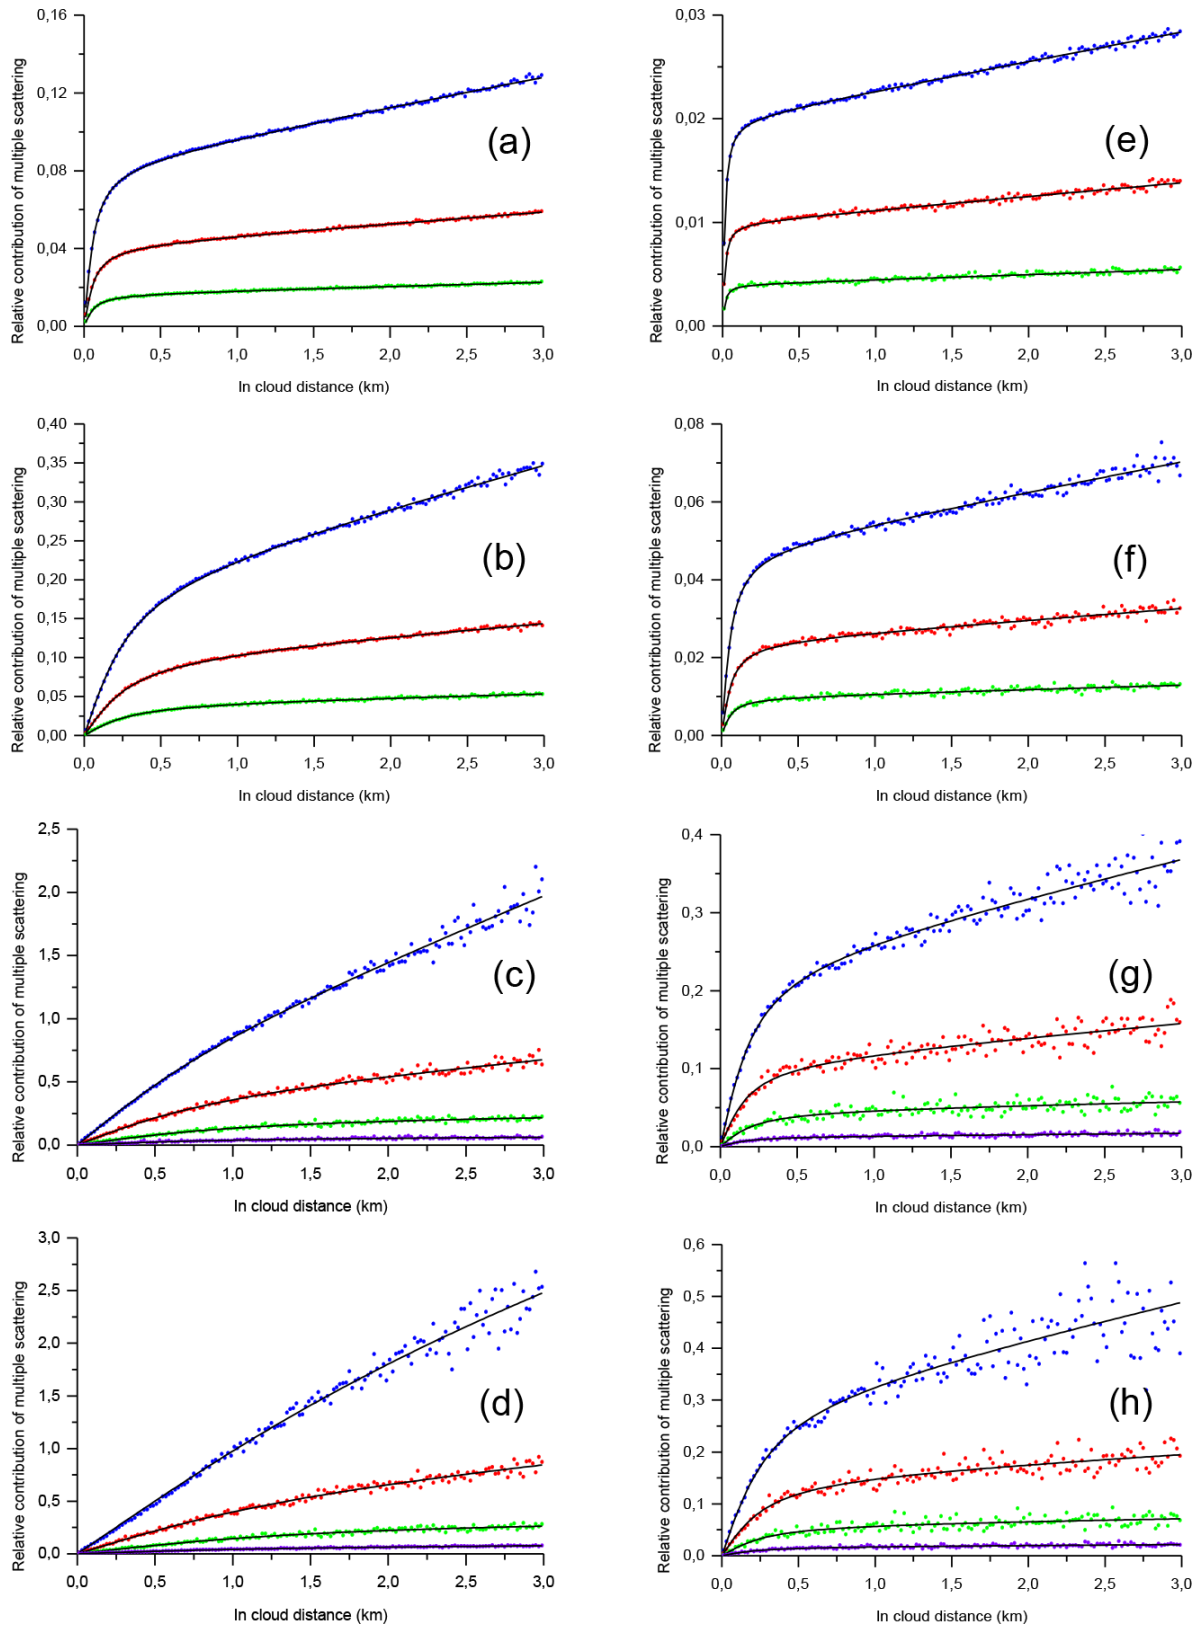 Relative contribution of multiple scattering
0,16
0,12
0,08
0,04
0,00
(a)
0,0 0,5 1,0 1,5 2,0 2,5 3,0
In cloud distance (km)
Relative contribution of multiple scattering
0,03
0,02
0,01
0,00
(e)
0,0 0,5 1,0 1,5 2,0 2,5 3,0
In cloud distance (km)
Relative contribution of multiple scattering
0,40
0,35
0,30
0,25
0,20
0,15
0,10
0,05
0,00
(b)
0,0 0,5 1,0 1,5 2,0 2,5 3,0
In cloud distance (km)
Relative contribution of multiple scattering
0,08
0,06
0,04
0,02
0,00
(f)
0,0 0,5 1,0 1,5 2,0 2,5 3,0
In cloud distance (km)
Relative contribution of multiple scattering
2,5
2,0
1,5
1,0
0,5
0,0
(c)
0,0 0,5 1,0 1,5 2,0 2,5 3,0
In cloud distance (km)
Relative contribution of multiple scattering
0,4
0,3
0,2
0,1
0,0
(g)
0,0 0,5 1,0 1,5 2,0 2,5 3,0
In cloud distance (km)
Relative contribution of multiple scattering
3,0
2,5
2,0
1,5
1,0
0,5
0,0
(d)
0,0 0,5 1,0 1,5 2,0 2,5 3,0
In cloud distance (km)
Relative contribution of multiple scattering
0,6
0,5
0,4
0,3
0,2
0,1
0,0
(h)
0,0 0,5 1,0 1,5 2,0 2,5 3,0
In cloud distance (km)